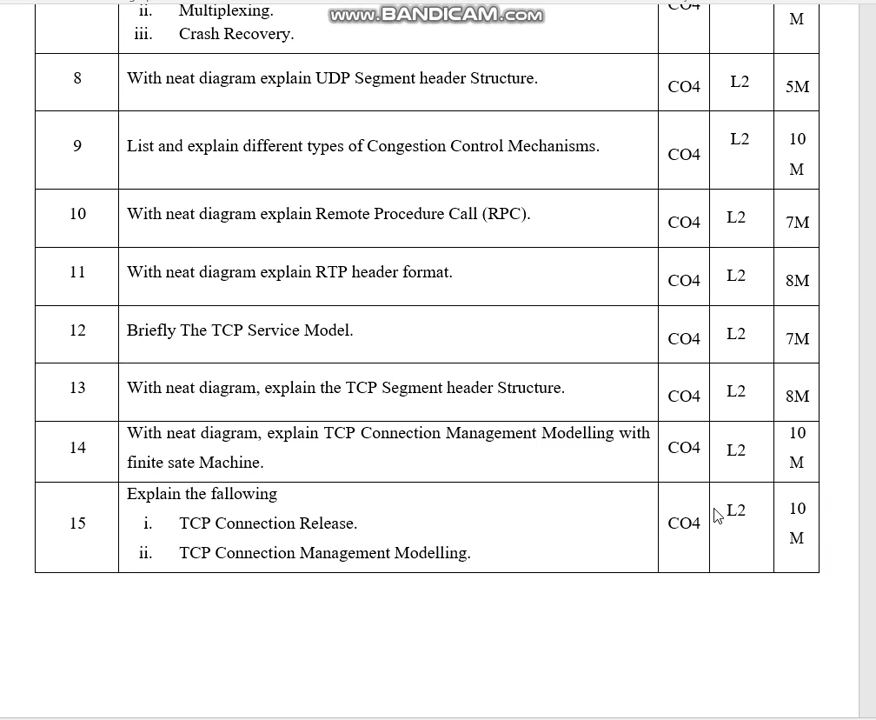 ii. Multiplexing.
www.BANDICAM.com
CO4
M
iii. Crash Recovery.
8 With neat diagram explain UDP Segment header Structure. CO4 L2 5M
9 List and explain different types of Congestion Control Mechanisms. CO4 L2 10
M
10 With neat diagram explain Remote Procedure Call (RPC). CO4 L2 7M
11 With neat diagram explain RTP header format. CO4 L2 8M
12 Briefly The TCP Service Model. CO4 L2 7M
13 With neat diagram, explain the TCP Segment header Structure. CO4 L2 8M
14 With neat diagram, explain TCP Connection Management Modelling with
finite sate Machine. CO4 L2 10
M
15 Explain the fallowing
i. TCP Connection Release. CO4 L2 10
ii. TCP Connection Management Modelling. M